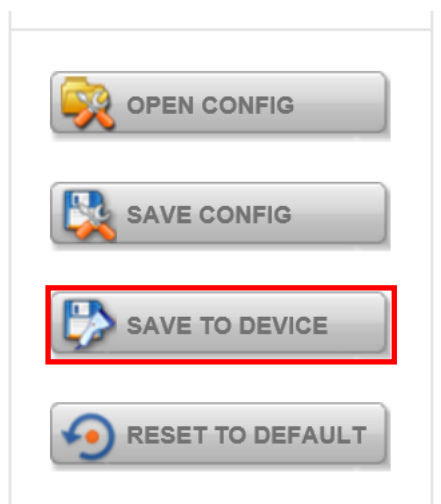 OPEN CONFIG
SAVE CONFIG
SAVE TO DEVICE
RESET TO DEFAULT